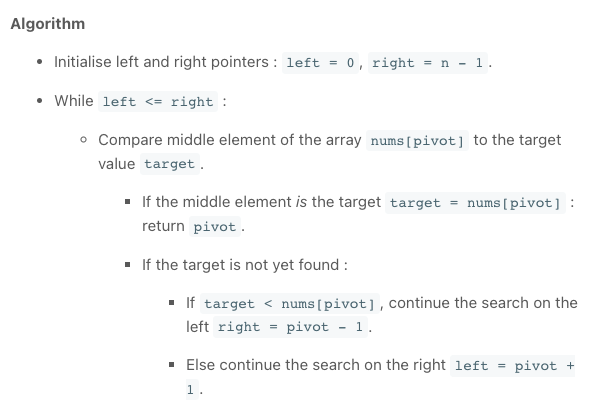 Algorithm
• Initialise left and right pointers : left = 0, right = n - 1.
• While left <= right :
◦ Compare middle element of the array nums[pivot] to the target
value target.
▪ If the middle element is the target target = nums[pivot] :
return pivot.
▪ If the target is not yet found :
▪ If target < nums[pivot], continue the search on the
left right = pivot - 1.
▪ Else continue the search on the right left = pivot +
1.